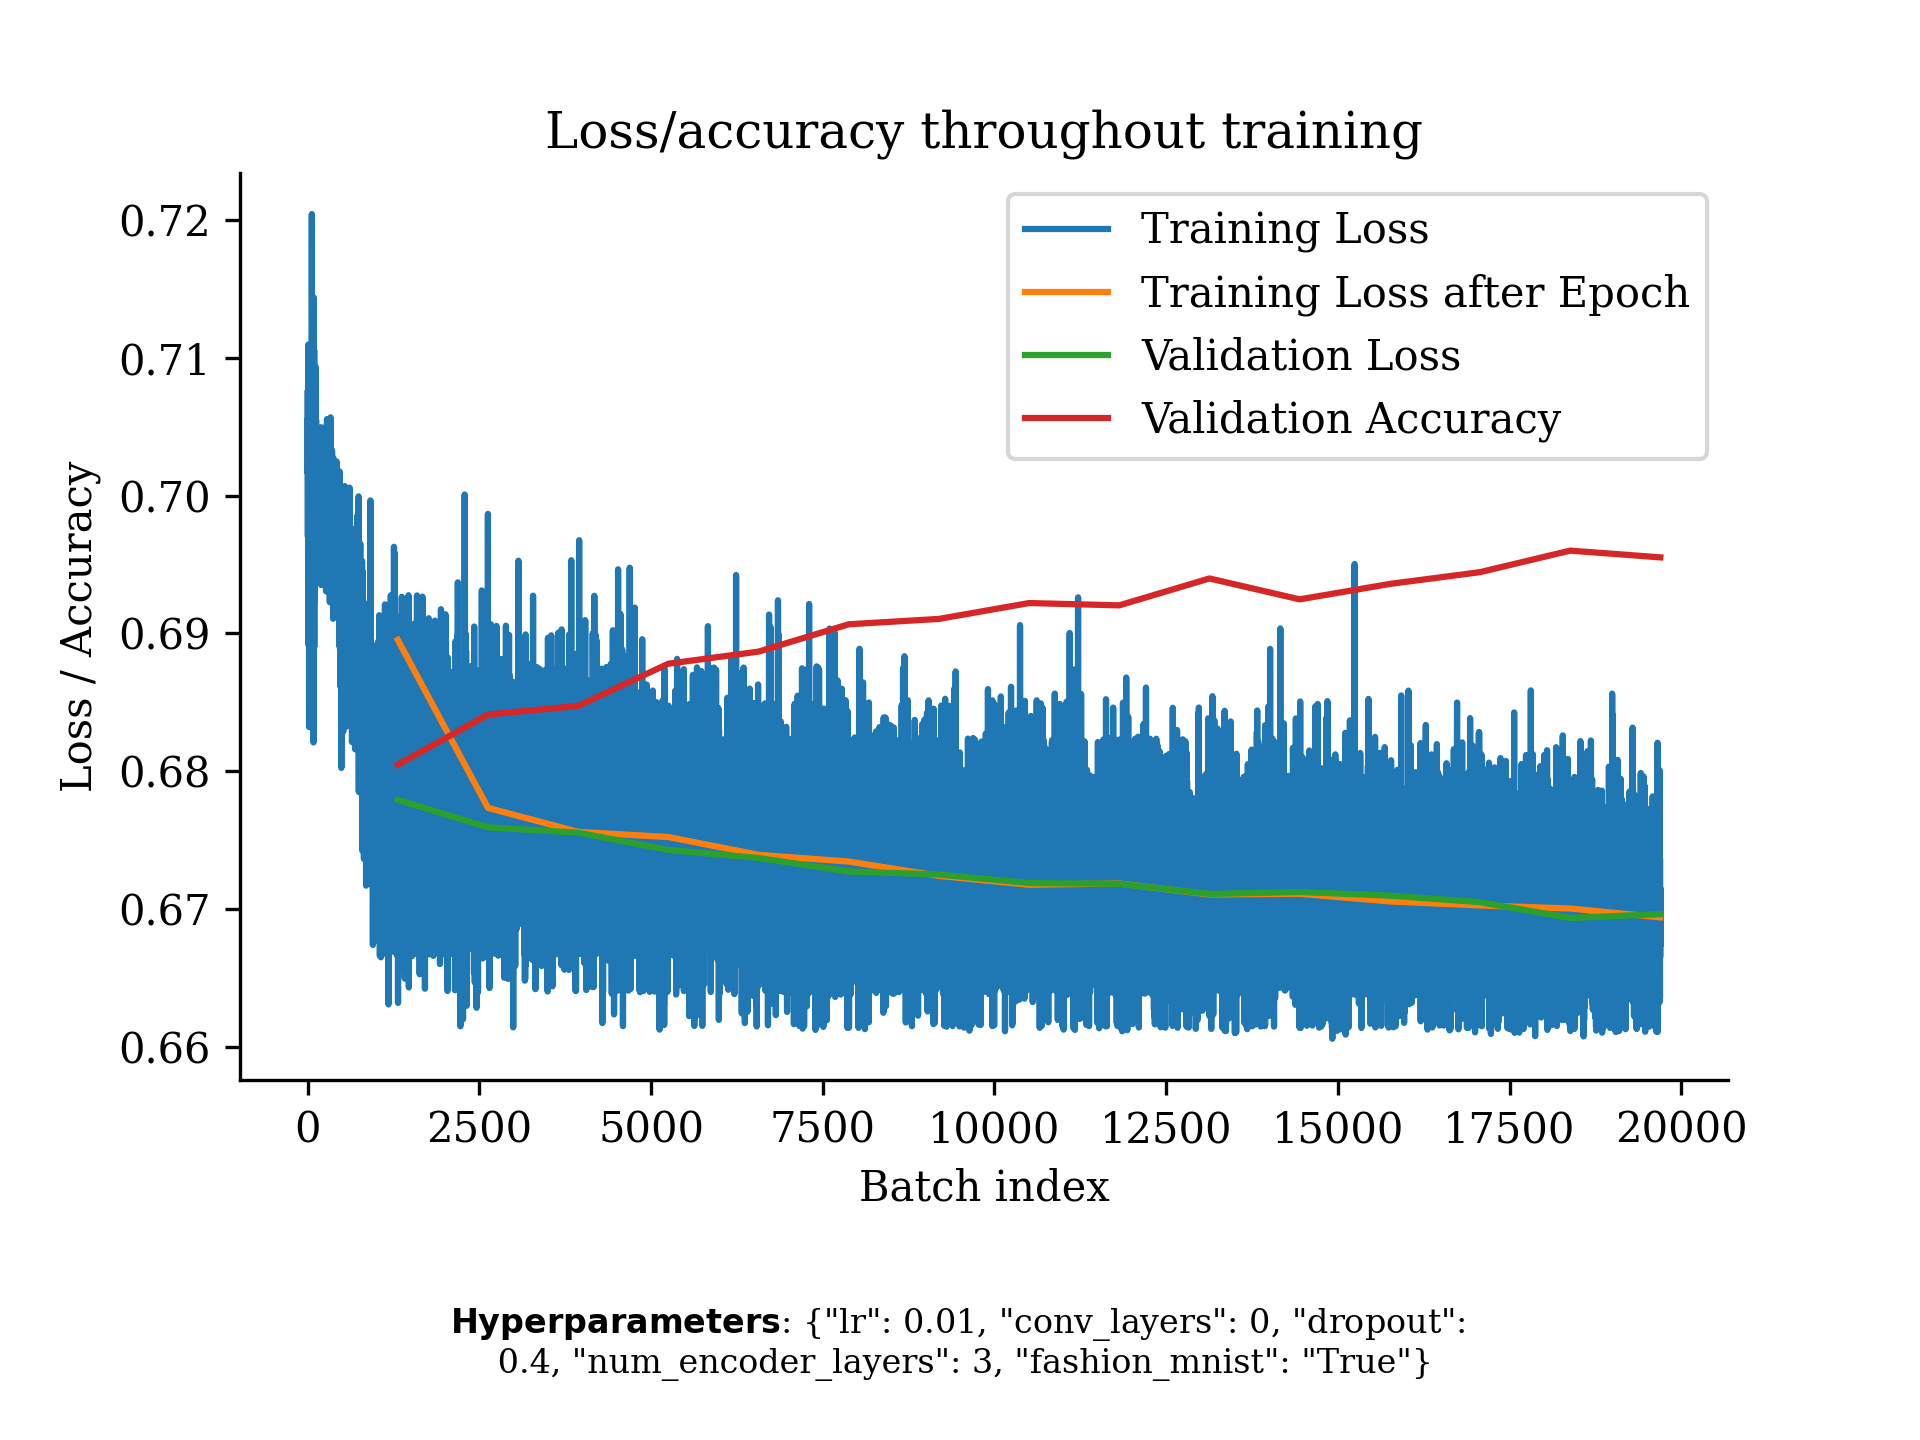 Loss/accuracy throughout training
Training Loss
Training Loss after Epoch
Validation Loss
Validation Accuracy
Loss / Accuracy
0.72
0.71
0.70
0.69
0.68
0.67
0.66
0 2500 5000 7500 10000 12500 15000 17500 20000
Batch index
Hyperparameters: {"lr": 0.01, "conv_layers": 0, "dropout":
0.4, "num_encoder_layers": 3, "fashion_mnist": "True"}